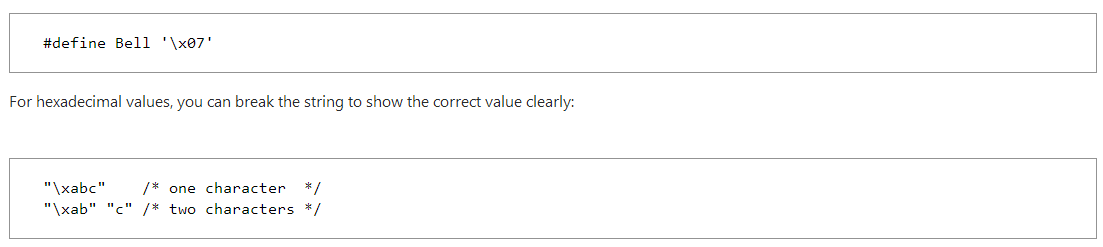 #define Bell '\x07'
For hexadecimal values, you can break the string to show the correct value clearly:
"\xabc"    /* one character  */
"\xab" "c" /* two characters */